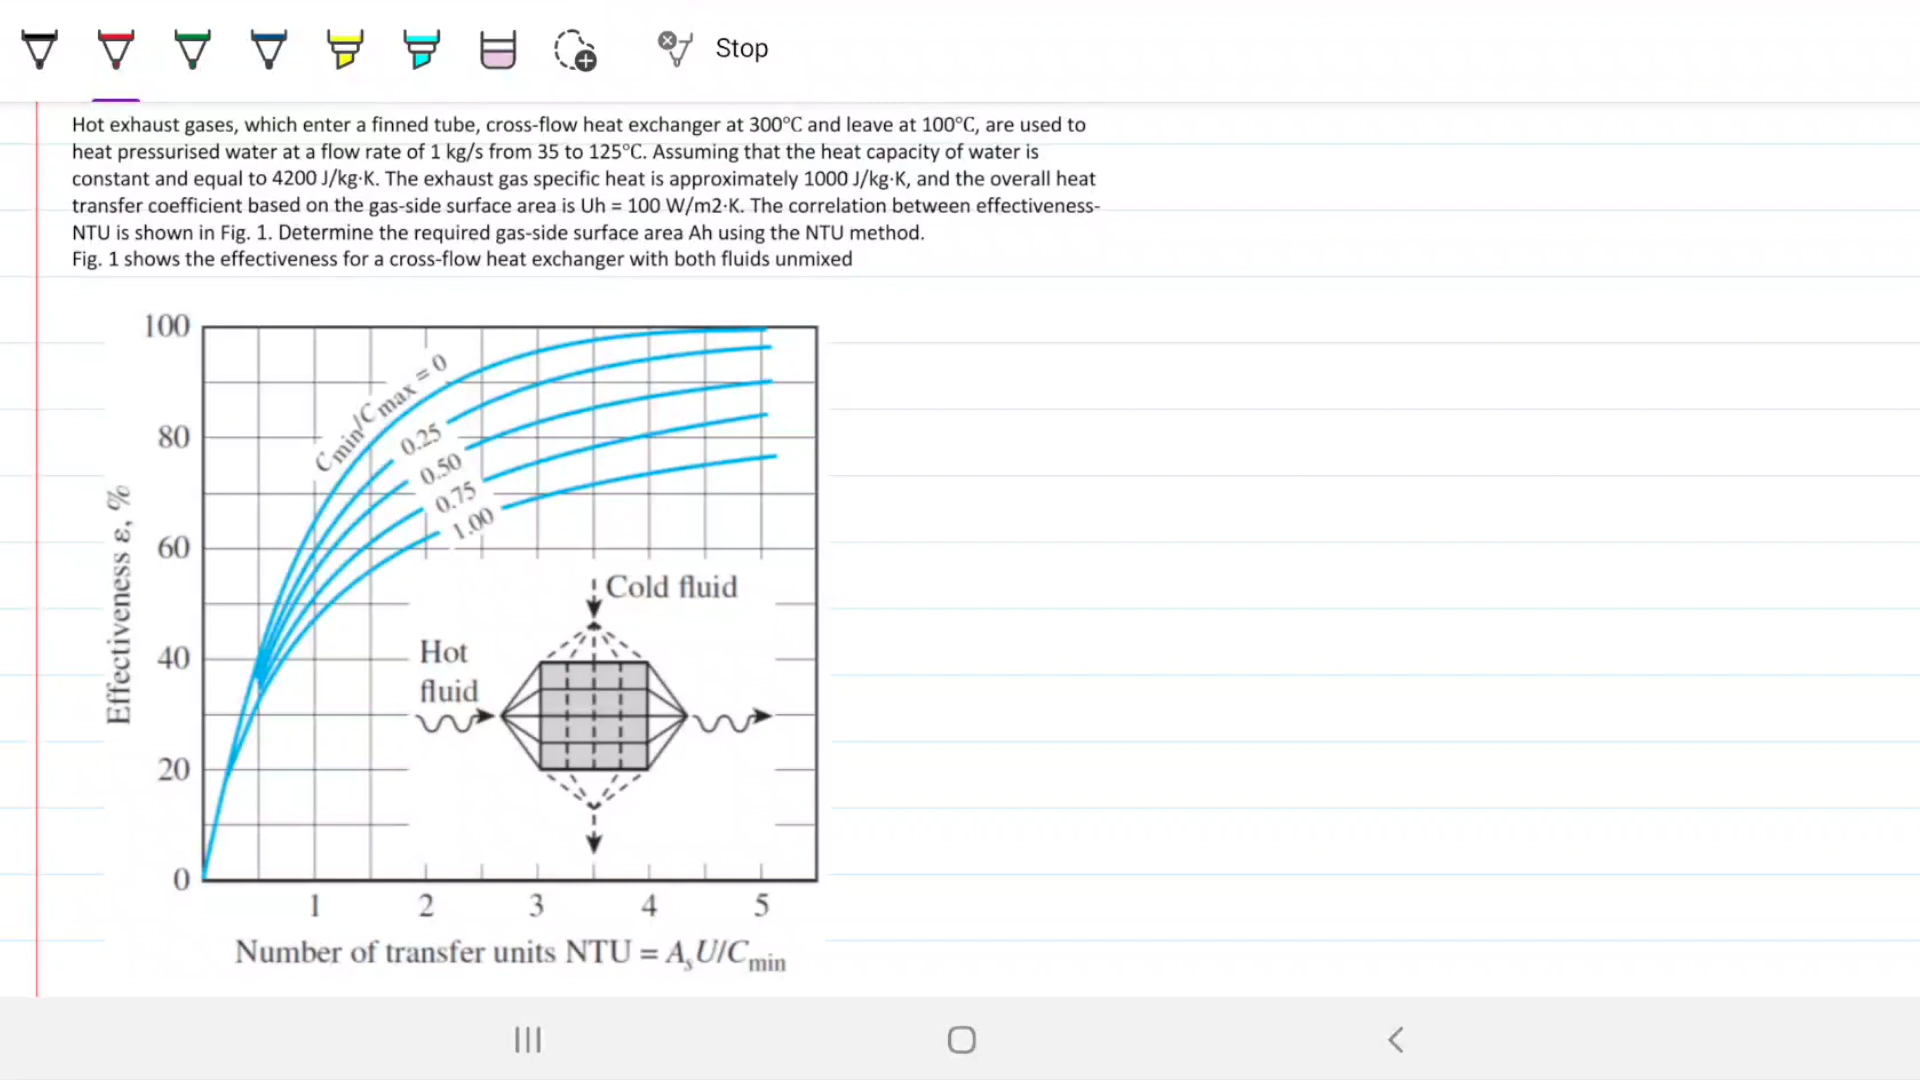 Stop
Hot exhaust gases, which enter a finned tube, cross-flow heat exchanger at 300°C and leave at 100°C, are used to
heat pressurised water at a flow rate of 1 kg/s from 35 to 125°C. Assuming that the heat capacity of water is
constant and equal to 4200 J/kg·K. The exhaust gas specific heat is approximately 1000 J/kg·K, and the overall heat
transfer coefficient based on the gas-side surface area is Uh = 100 W/m2·K. The correlation between effectiveness-
NTU is shown in Fig. 1. Determine the required gas-side surface area Ah using the NTU method.
Fig. 1 shows the effectiveness for a cross-flow heat exchanger with both fluids unmixed
100
80
60
40
20
0
Effectiveness ε, %
Cmin/Cmax = 0
0.25
0.50
0.75
1.00
Cold fluid
Hot
fluid
1 2 3 4 5
Number of transfer units NTU = AsU/Cmin